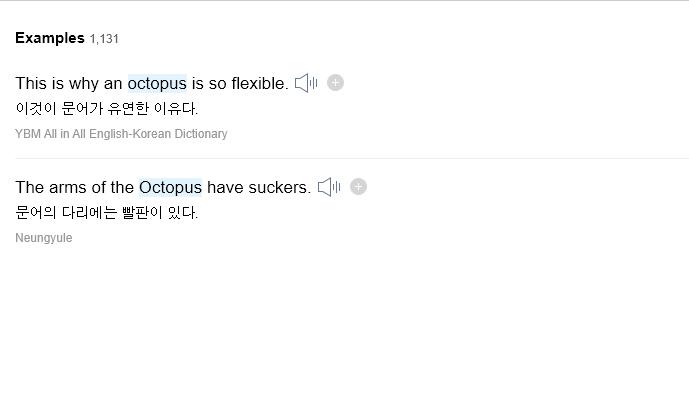 Examples 1,131
This is why an octopus is so flexible.
이것이 문어가 유연한 이유다.
YBM All in All English-Korean Dictionary
The arms of the Octopus have suckers.
문어의 다리에는 빨판이 있다.
Neungyule